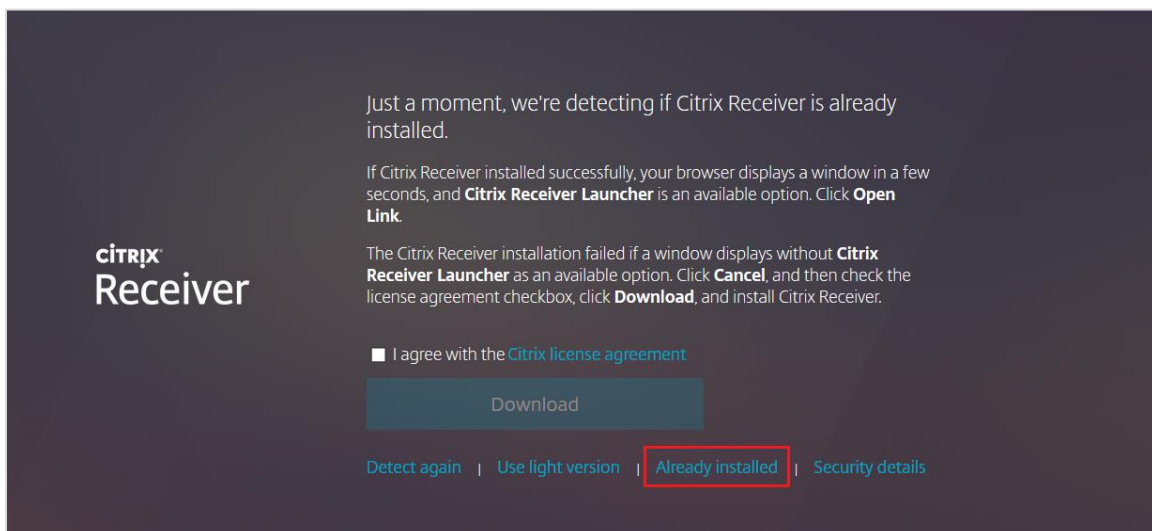 Just a moment, we're detecting if Citrix Receiver is already
installed.
If Citrix Receiver installed successfully, your browser displays a window in a few
seconds, and Citrix Receiver Launcher is an available option. Click Open
Link.
The Citrix Receiver installation failed if a window displays without Citrix
Receiver Launcher as an available option. Click Cancel, and then check the
license agreement checkbox, click Download, and install Citrix Receiver.
CITRIX
Receiver
I agree with the Citrix license agreement
Download
Detect again | Use light version | Already installed | Security details